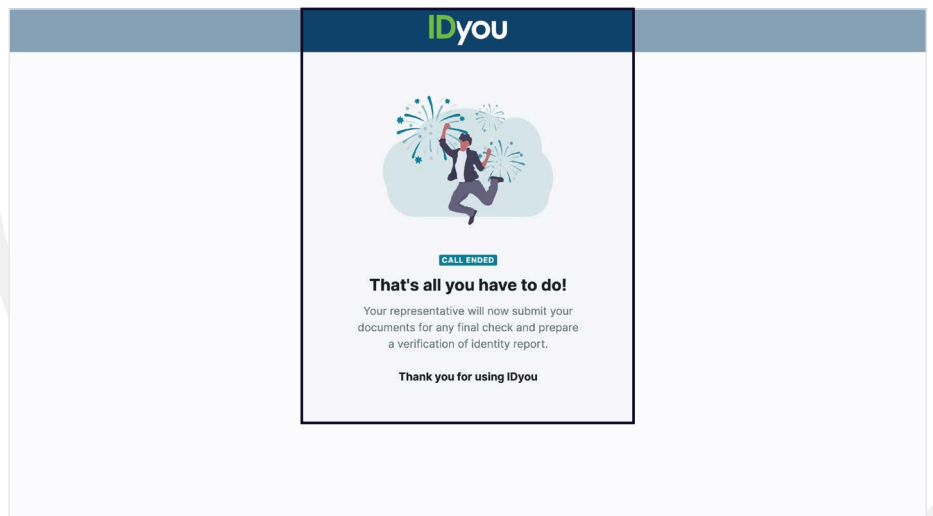 IDyou
CALL ENDED
That's all you have to do!
Your representative will now submit your
documents for any final check and prepare
a verification of identity report.
Thank you for using IDyou